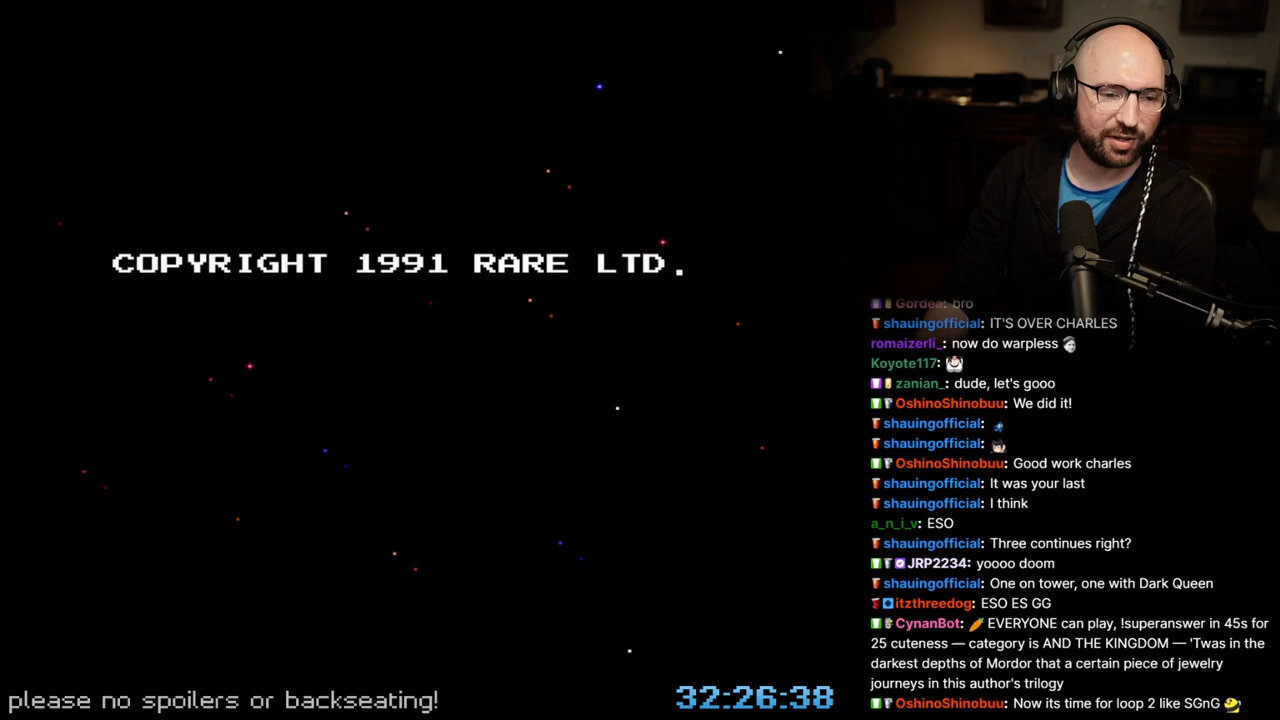 COPYRIGHT 1991 RARE LTD.
Gordea: bro
shauingofficial: IT'S OVER CHARLES
romaizerli_: now do warpless
Koyote117:
zanian_: dude, let's gooo
OshinoShinobuu: We did it!
shauingofficial:
shauingofficial:
OshinoShinobuu: Good work charles
shauingofficial: It was your last
shauingofficial: I think
a_n_i_v: ESO
shauingofficial: Three continues right?
JRP2234: yoooo doom
shauingofficial: One on tower, one with Dark Queen
itzthreedog: ESO ES GG
CynanBot: EVERYONE can play, !superanswer in 45s for
25 cuteness — category is AND THE KINGDOM — 'Twas in the
darkest depths of Mordor that a certain piece of jewelry
journeys in this author's trilogy
OshinoShinobuu: Now its time for loop 2 like SGnG
please no spoilers or backseating!
32:26:38